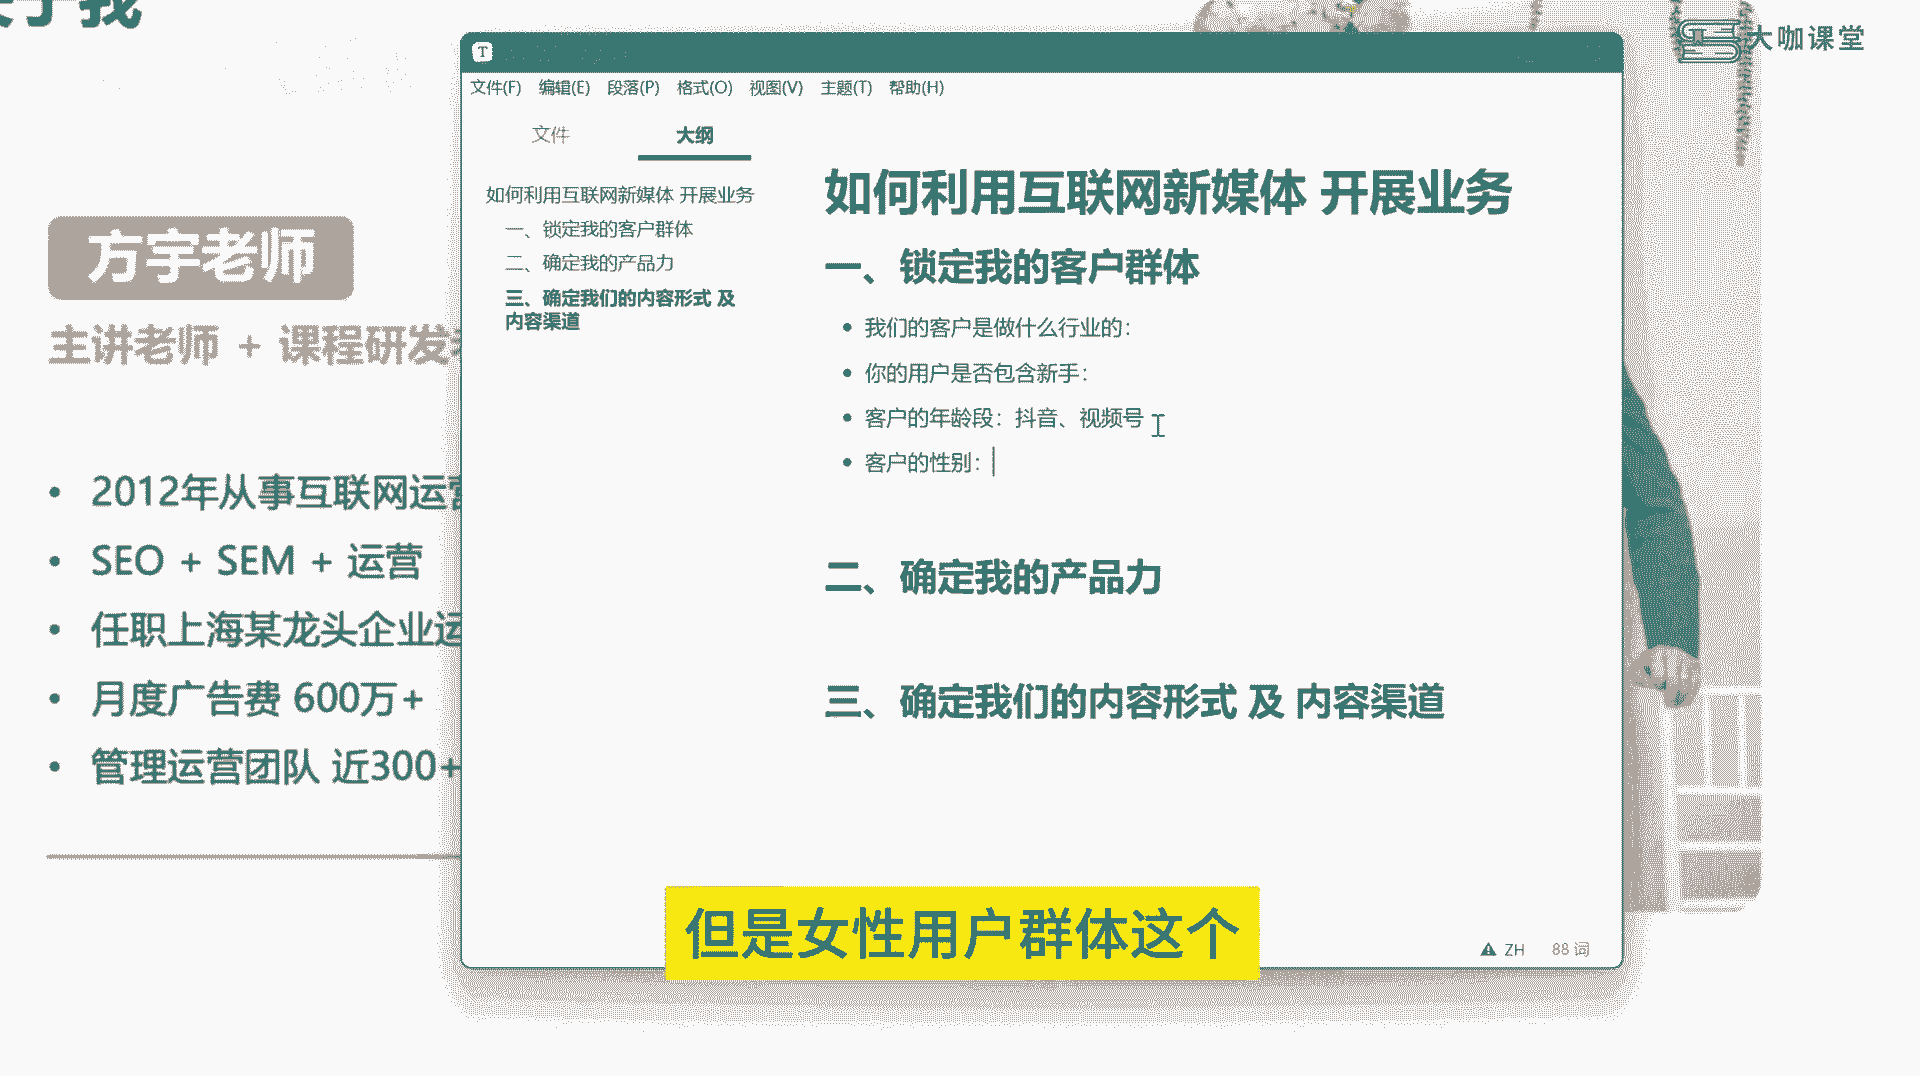 大咖课堂
方宇老师
主讲老师 + 课程研发
2012年从事互联网运营
SEO + SEM + 运营
任职上海某龙头企业运
月度广告费 600万+
管理运营团队 近300+
T
文件(F) 编辑(E) 段落(P) 格式(O) 视图(V) 主题(T) 帮助(H)
文件 大纲
如何利用互联网新媒体 开展业务
一、锁定我的客户群体
二、确定我的产品力
三、确定我们的内容形式 及
内容渠道
如何利用互联网新媒体 开展业务
一、锁定我的客户群体
我们的客户是做什么行业的：
你的用户是否包含新手：
客户的年龄段：抖音、视频号
客户的性别：
二、确定我的产品力
三、确定我们的内容形式 及 内容渠道
ZH 88 词
但是女性用户群体这个